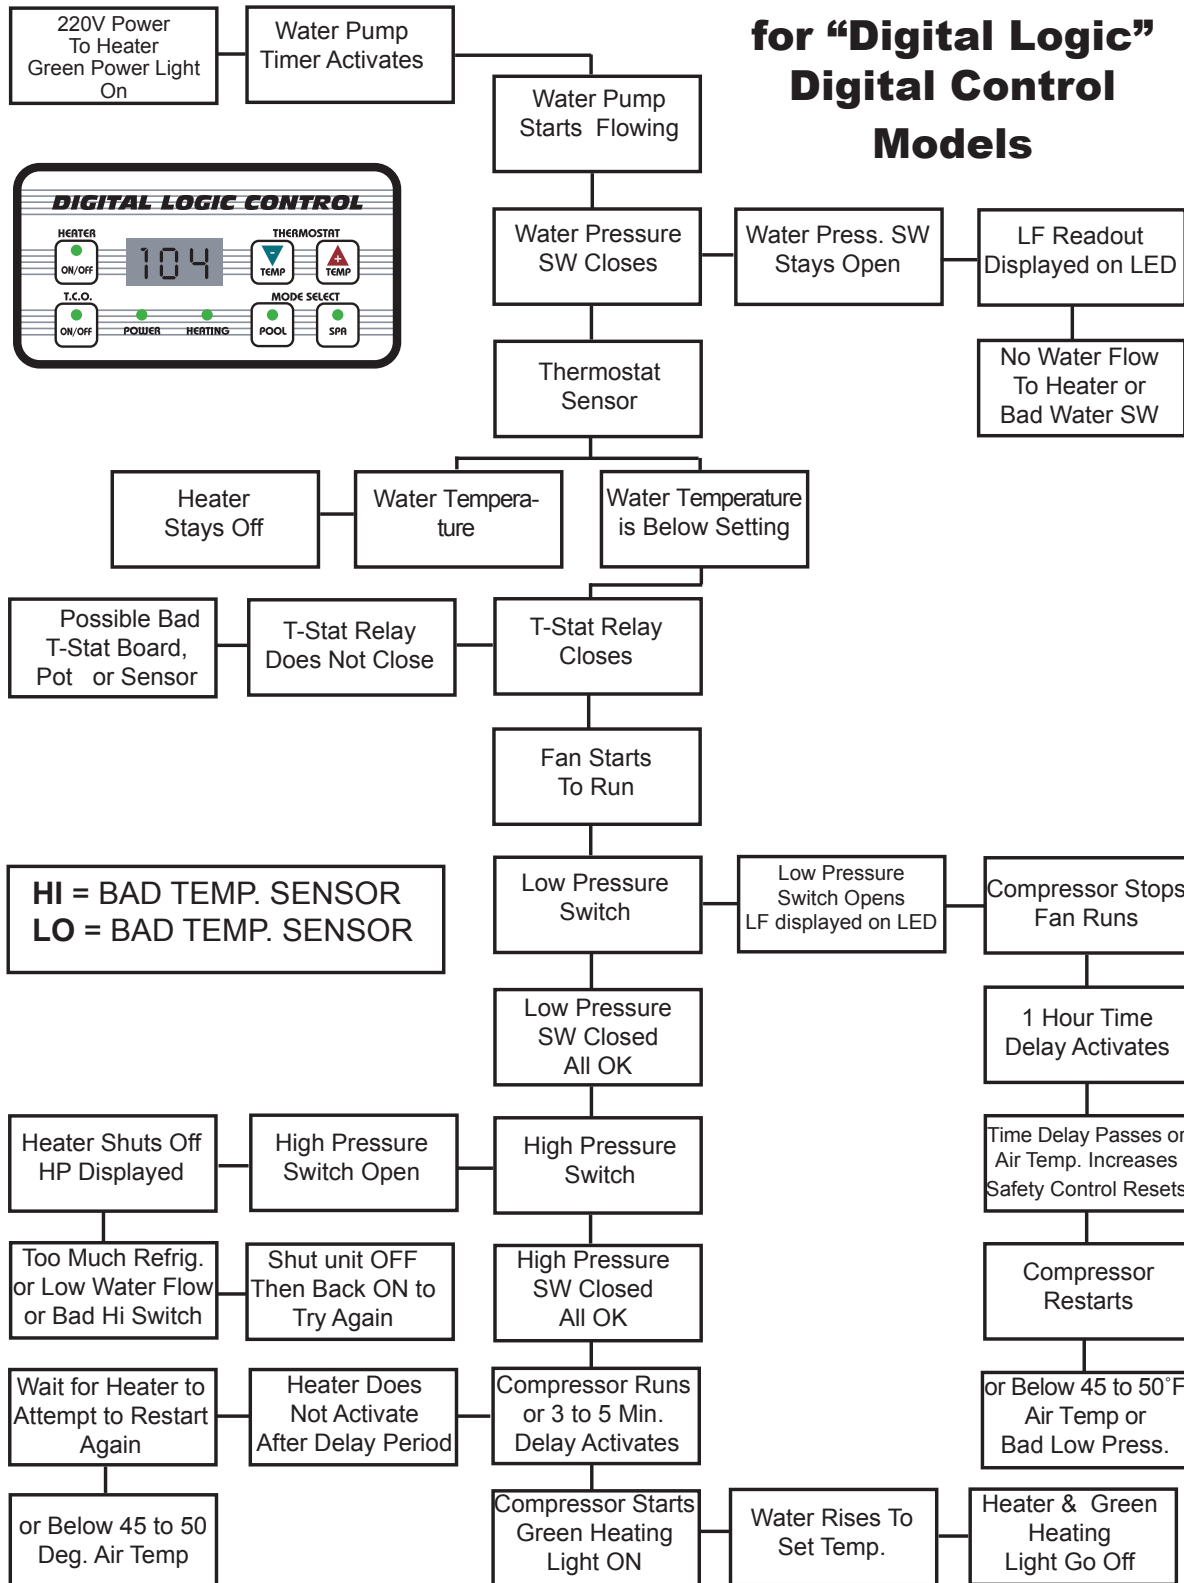 220V Power
To Heater
Green Power Light
On
Water Pump
Timer Activates
for “Digital Logic”
Digital Control
Models
Water Pump
Starts Flowing
DIGITAL LOGIC CONTROL
HEATER
THERMOSTAT
ON/OFF
104
-
TEMP
+
TEMP
T.C.O.
MODE SELECT
ON/OFF
POWER
HEATING
POOL
SPA
Water Pressure
SW Closes
Water Press. SW
Stays Open
LF Readout
Displayed on LED
No Water Flow
To Heater or
Bad Water SW
Thermostat
Sensor
Heater
Stays Off
Water Tempera-
ture
Water Temperature
is Below Setting
Possible Bad
T-Stat Board,
Pot or Sensor
T-Stat Relay
Does Not Close
T-Stat Relay
Closes
Fan Starts
To Run
HI = BAD TEMP. SENSOR
LO = BAD TEMP. SENSOR
Low Pressure
Switch
Low Pressure
Switch Opens
LF displayed on LED
Compressor Stops
Fan Runs
Low Pressure
SW Closed
All OK
1 Hour Time
Delay Activates
Heater Shuts Off
HP Displayed
High Pressure
Switch Open
High Pressure
Switch
Time Delay Passes or
Air Temp. Increases
Safety Control Resets
Too Much Refrig.
or Low Water Flow
or Bad Hi Switch
Shut unit OFF
Then Back ON to
Try Again
High Pressure
SW Closed
All OK
Compressor
Restarts
Wait for Heater to
Attempt to Restart
Again
Heater Does
Not Activate
After Delay Period
Compressor Runs
or 3 to 5 Min.
Delay Activates
or Below 45 to 50˚F
Air Temp or
Bad Low Press.
or Below 45 to 50
Deg. Air Temp
Compressor Starts
Green Heating
Light ON
Water Rises To
Set Temp.
Heater & Green
Heating
Light Go Off